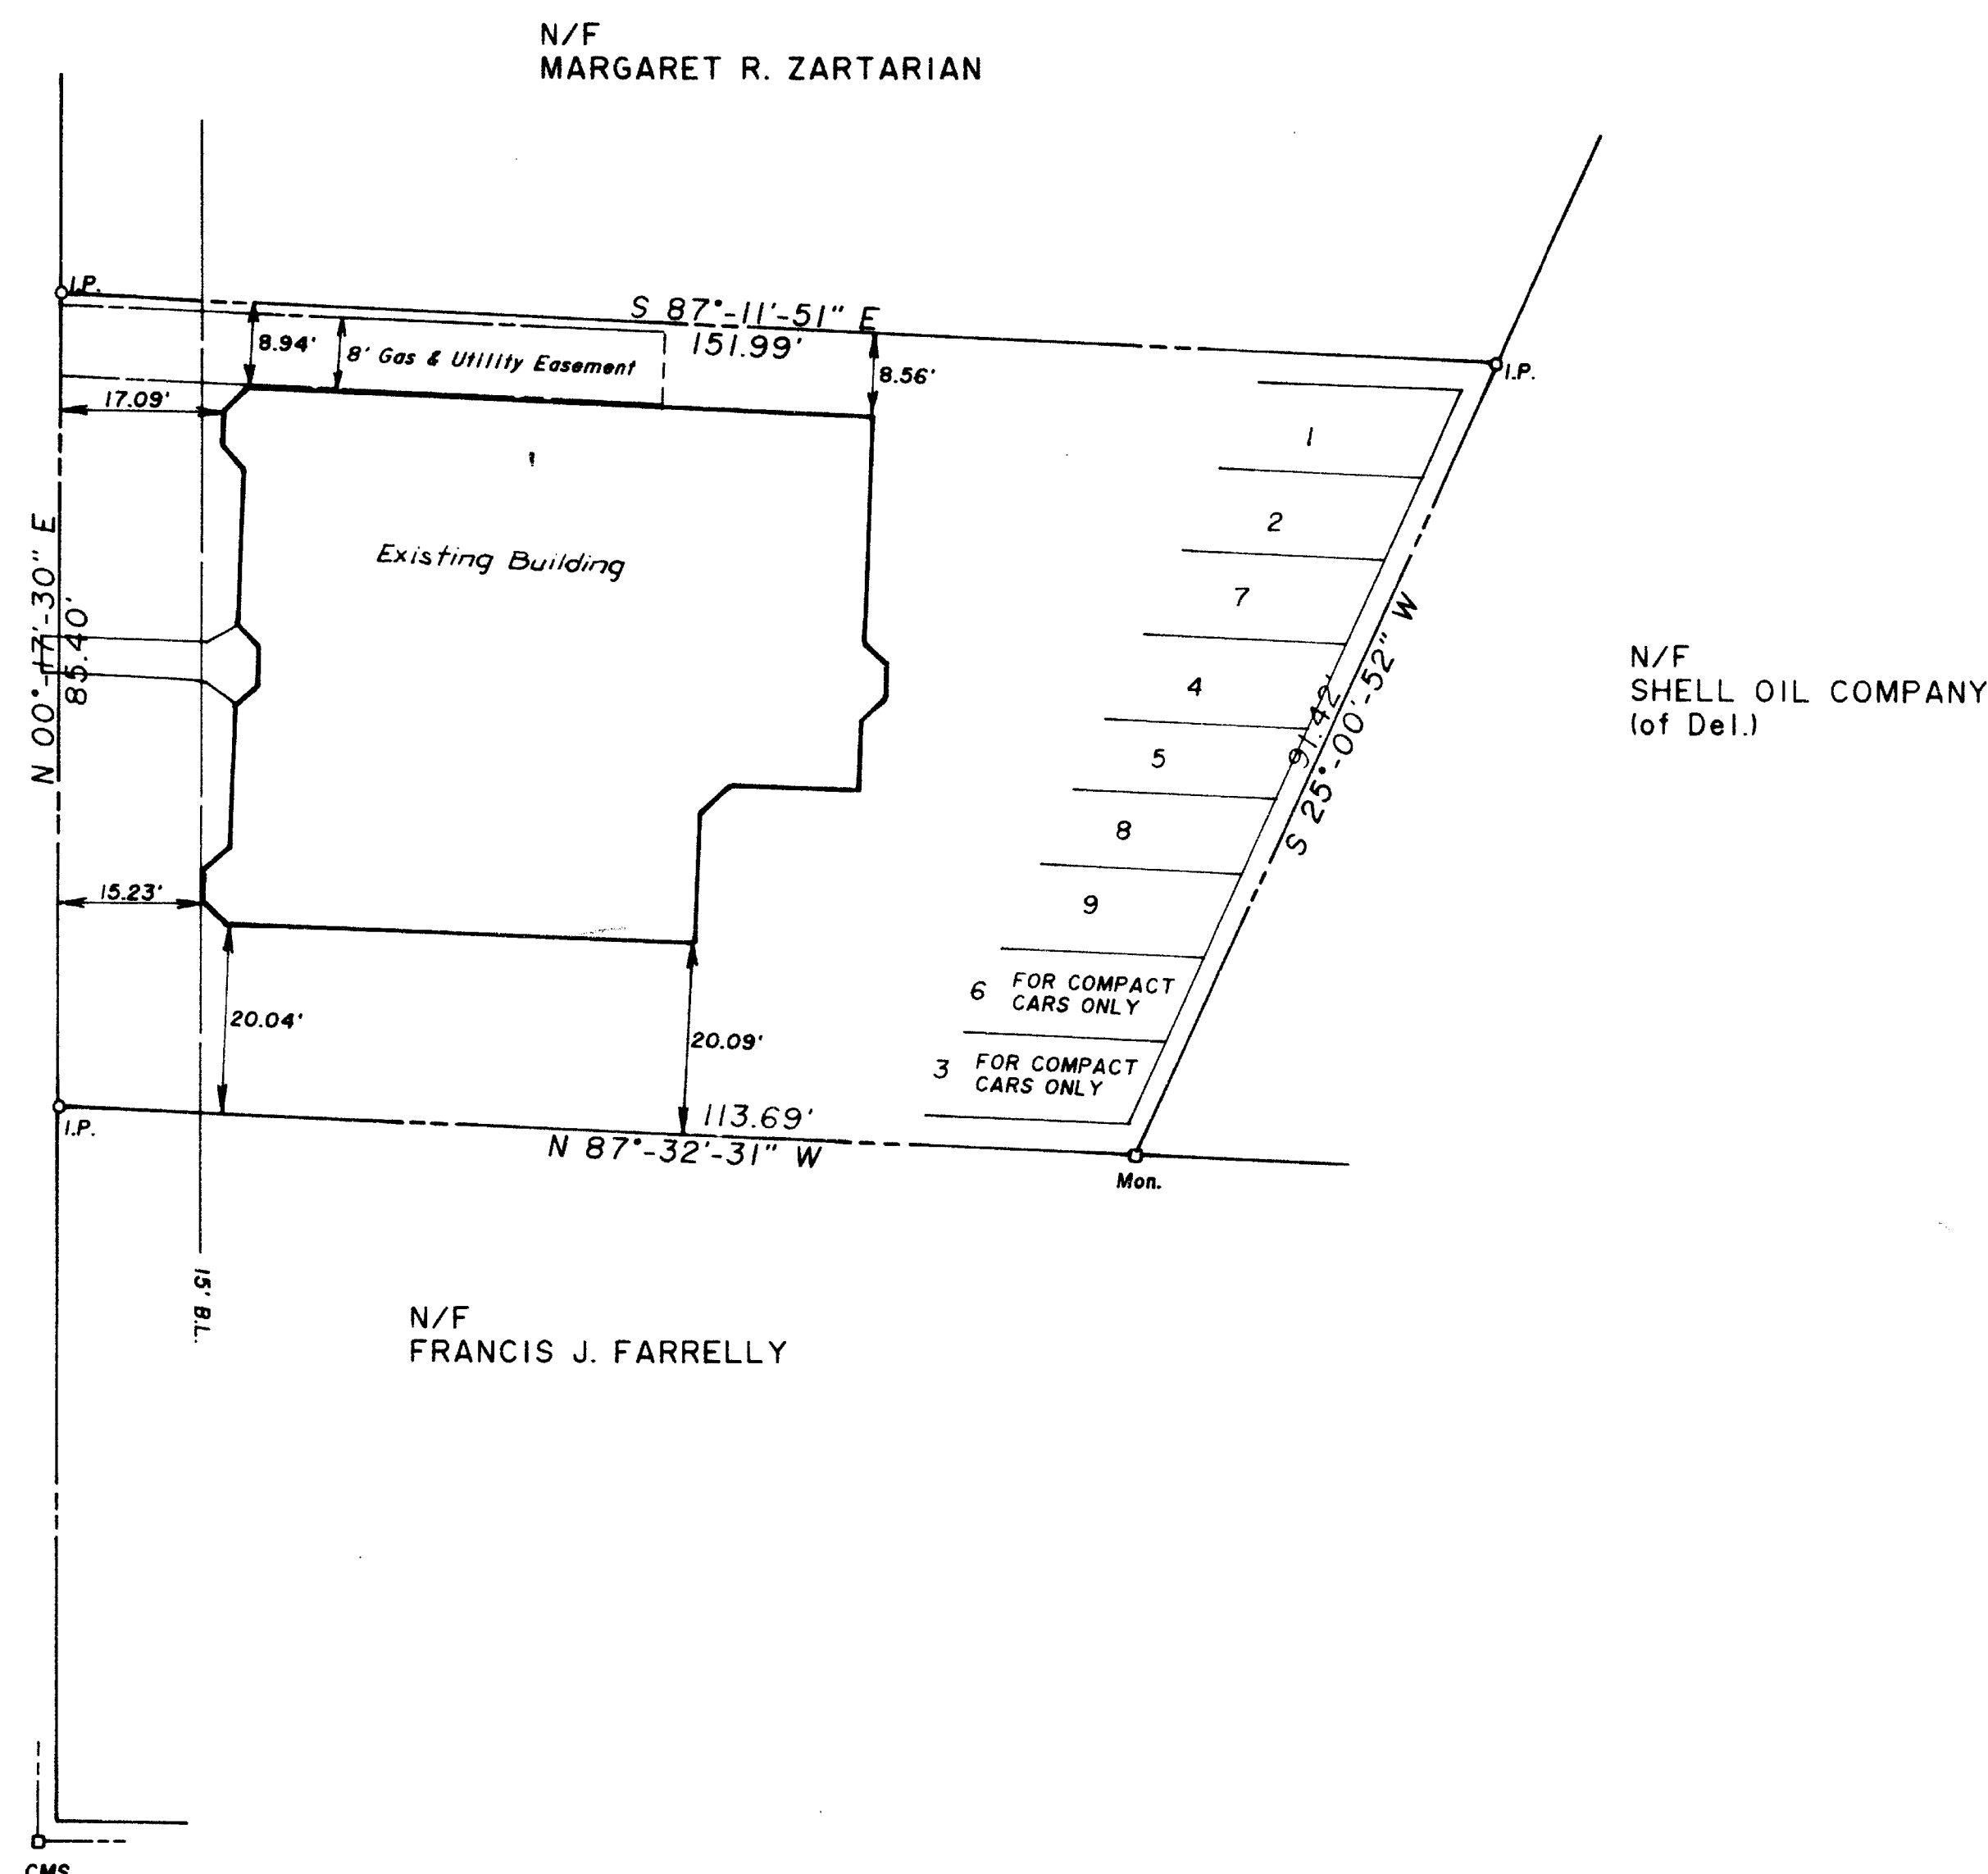 N/F
MARGARET R. ZARTARIAN
I.P.
S 87°-11'-51" E
151.99'
8.94'
8' Gas & Utility Easement
8.56'
I.P.
17.09'
1
2
7
4
5
8
9
6 FOR COMPACT
CARS ONLY
3 FOR COMPACT
CARS ONLY
Existing Building
N 00°-17'-30" E
85.40'
91.42'
S 25°-00'-52" W
N/F
SHELL OIL COMPANY
(of Del.)
15.23'
20.04'
20.09'
I.P.
113.69'
N 87°-32'-31" W
Mon.
15' B.L.
N/F
FRANCIS J. FARRELLY
CMS